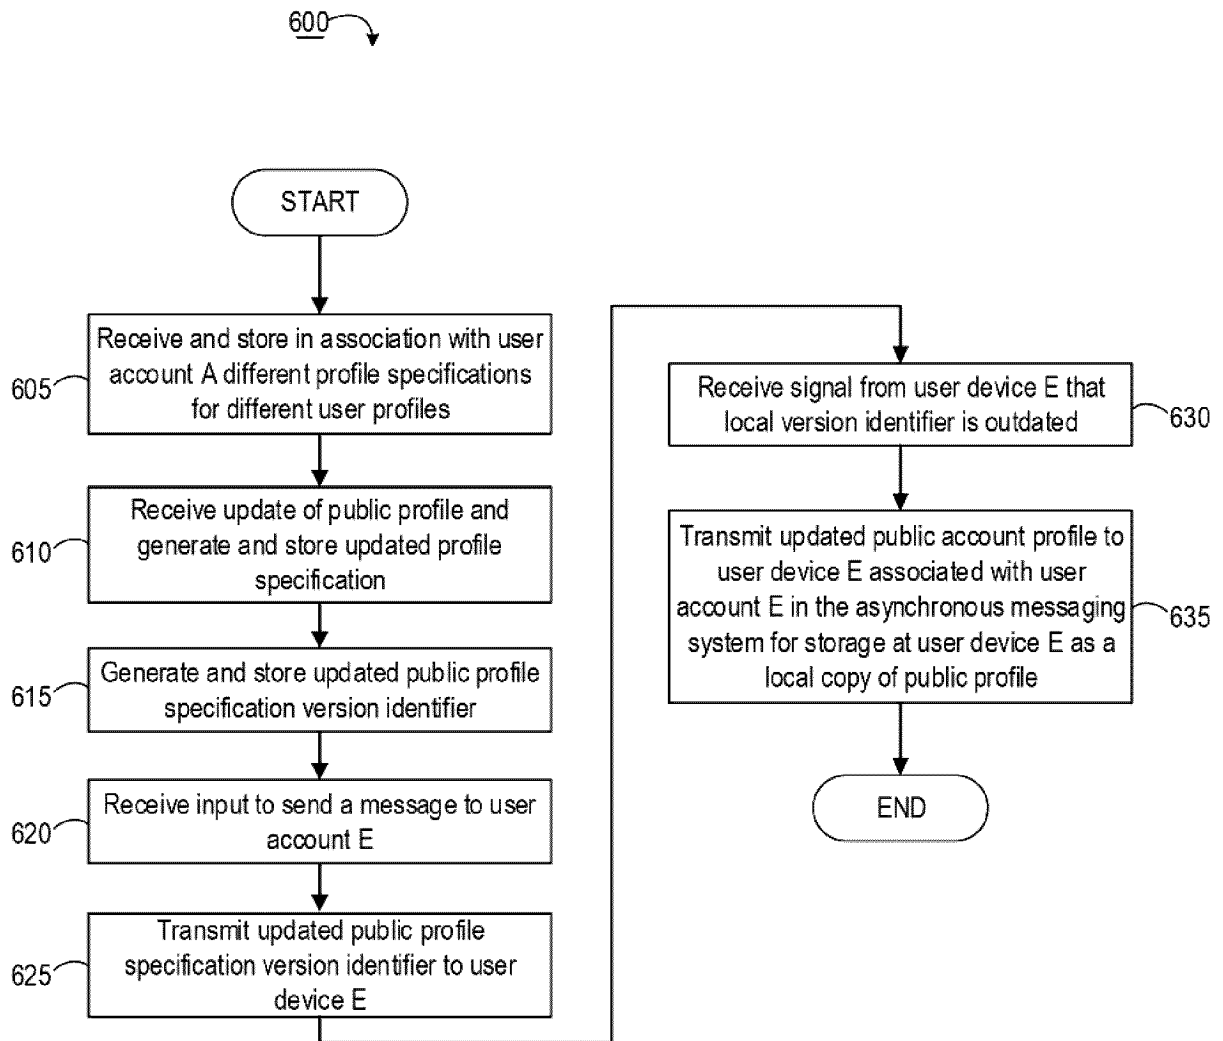 600
START
Receive and store in association with user
account A different profile specifications
for different user profiles
605
Receive update of public profile and
generate and store updated profile
specification
610
Generate and store updated public profile
specification version identifier
615
Receive input to send a message to user
account E
620
Transmit updated public profile
specification version identifier to user
device E
625
Receive signal from user device E that
local version identifier is outdated
630
Transmit updated public account profile to
user device E associated with user
account E in the asynchronous messaging
system for storage at user device E as a
local copy of public profile
635
END